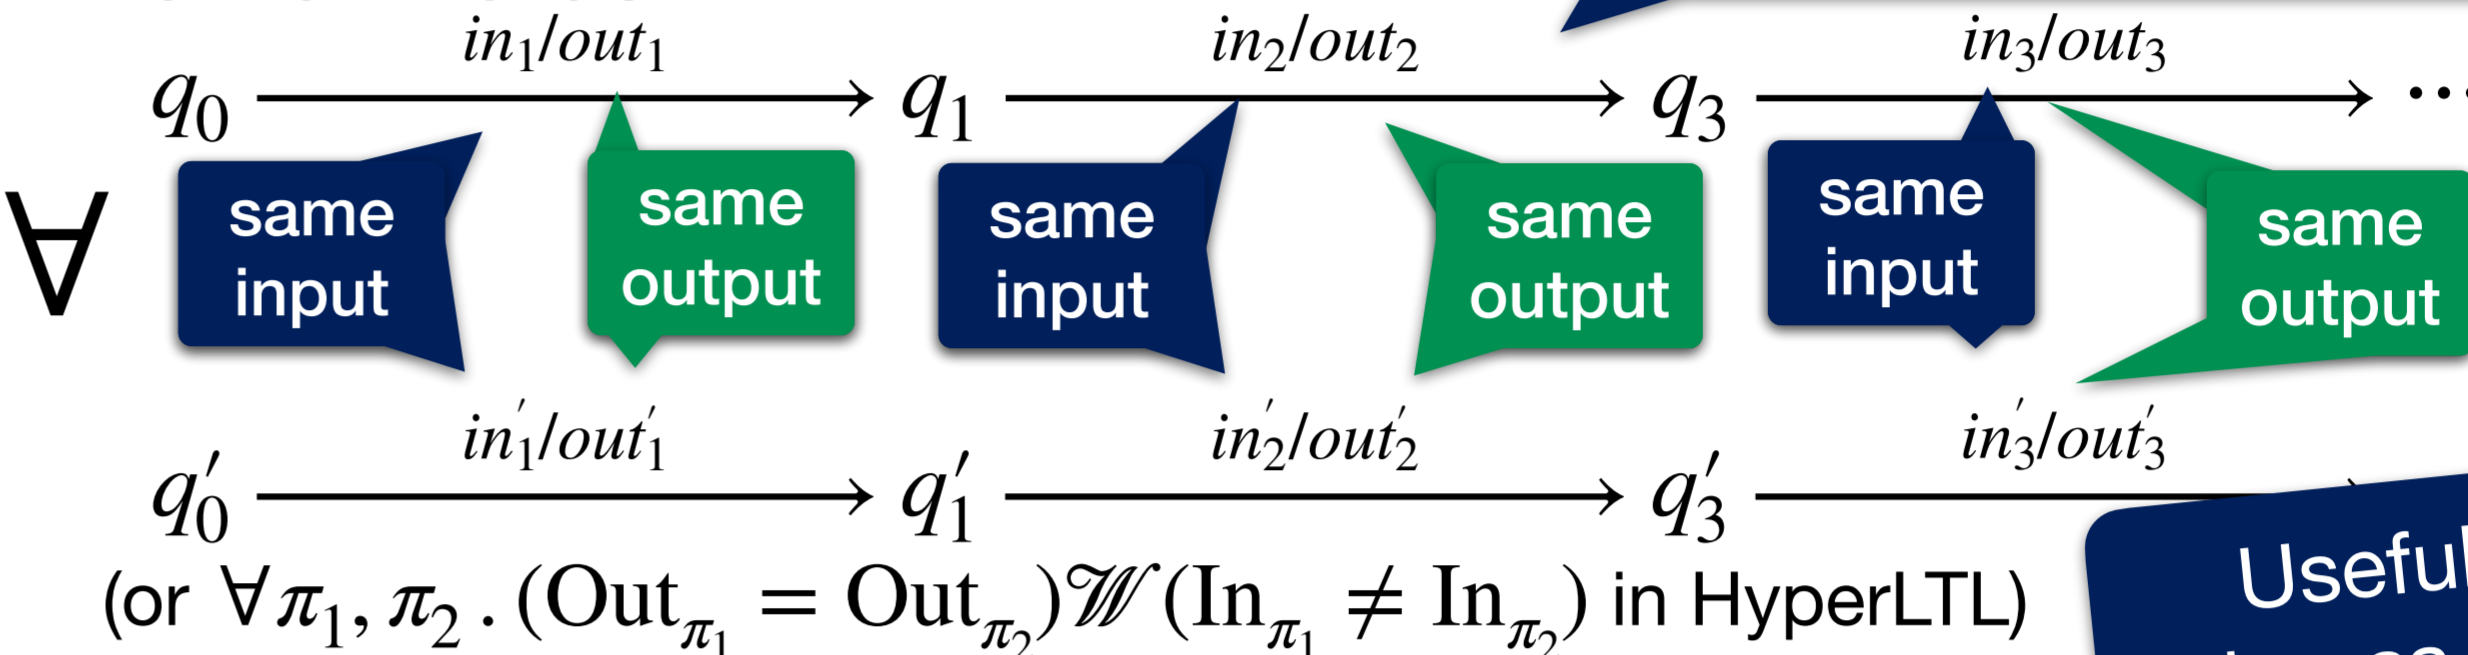 in₁/out₁ in₂/out₂ in₃/out₃
q₀ q₁ q₃ ⋯
∀
same input
same output
same input
same output
same input
same output
in′₁/out′₁ in′₂/out′₂ in′₃/out′₃
q′₀ q′₁ q′₃
(or ∀π₁, π₂ . (Out_π₁ = Out_π₂) 𝒲 (In_π₁ ≠ In_π₂) in HyperLTL)
Useful